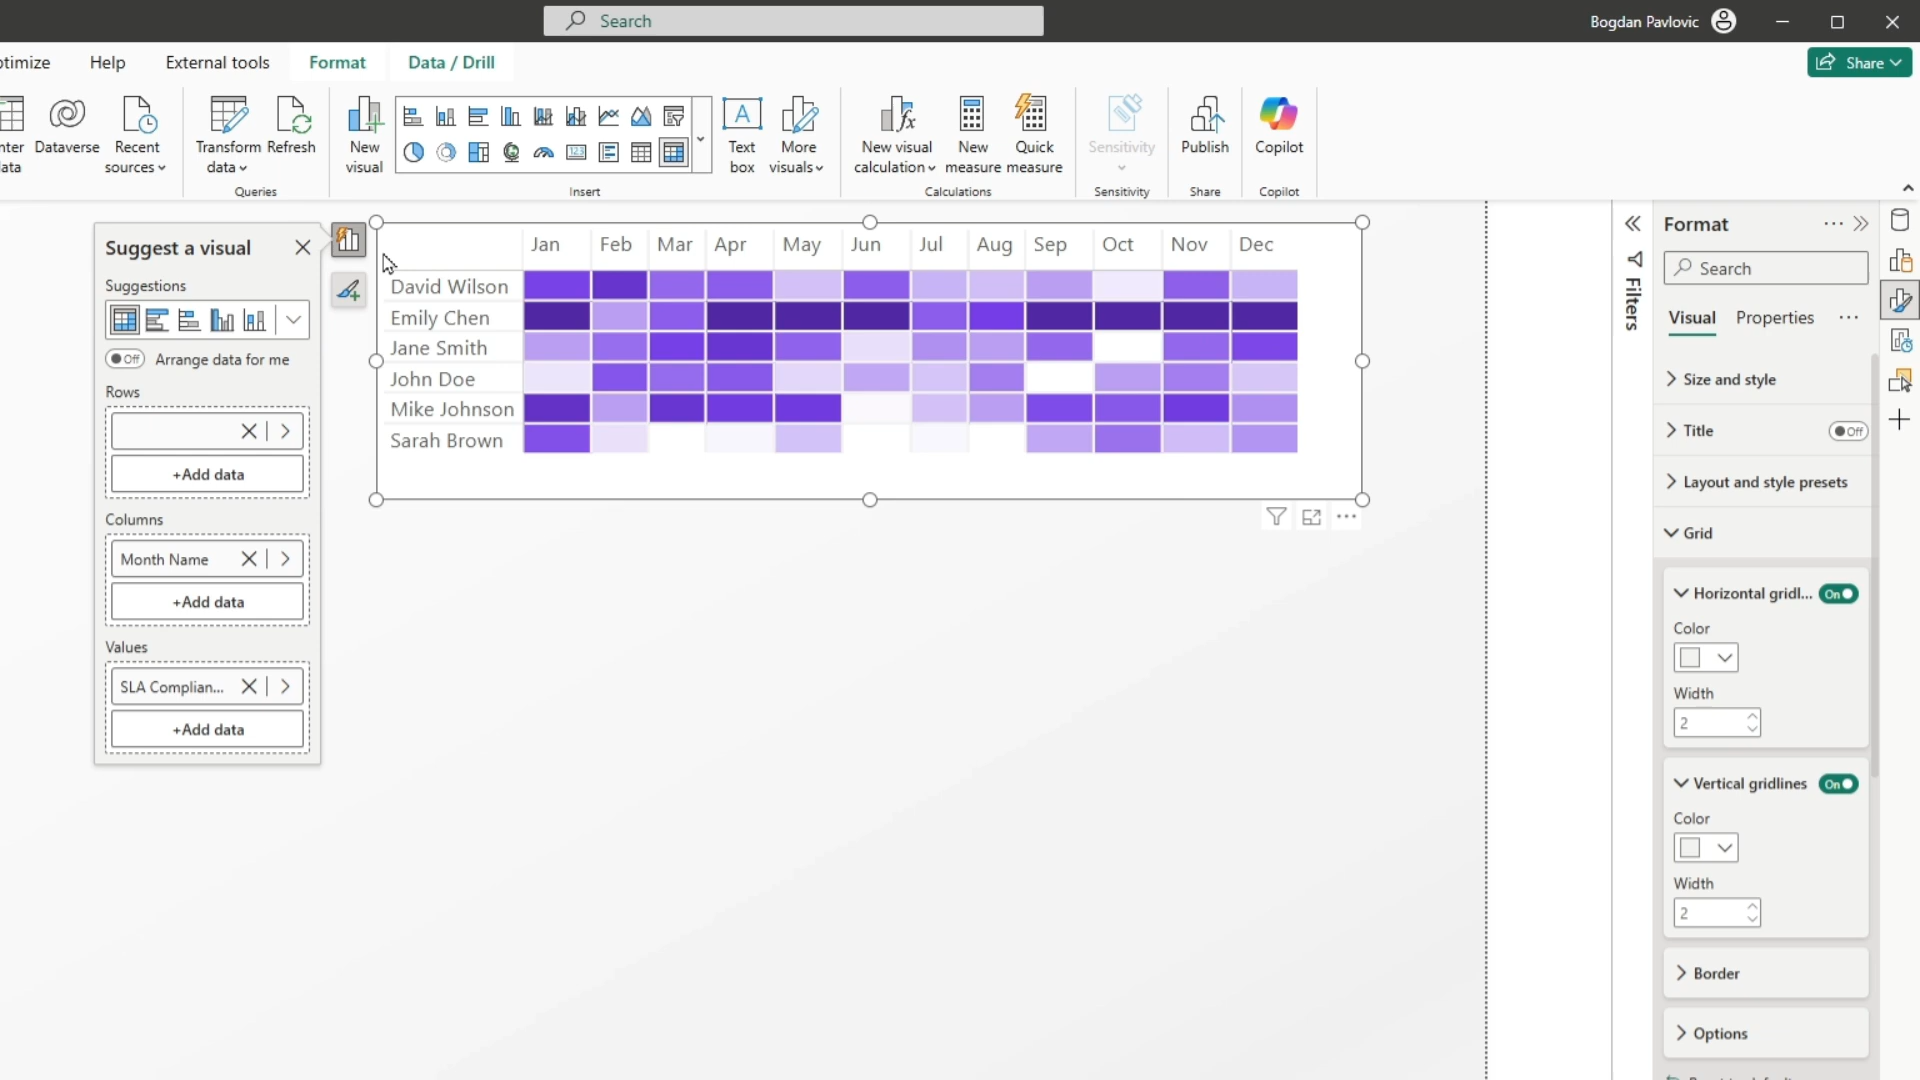 Search
Bogdan Pavlovic
ptimize
Help
External tools
Format
Data / Drill
Share
nter
ata
Dataverse
Recent
sources
Transform
data
Refresh
Queries
New
visual
123
Insert
A
Text
box
More
visuals
New visual
calculation
New
measure
Quick
measure
Calculations
Sensitivity
Sensitivity
Publish
Share
Copilot
Copilot
Suggest a visual
Suggestions
Off
Arrange data for me
Rows
+Add data
Columns
Month Name
+Add data
Values
SLA Complian...
+Add data
Jan Feb Mar Apr May Jun Jul Aug Sep Oct Nov Dec
David Wilson
Emily Chen
Jane Smith
John Doe
Mike Johnson
Sarah Brown
Filters
Format
Search
Visual
Properties
Size and style
Title
Off
Layout and style presets
Grid
Horizontal gridl...
On
Color
Width
2
Vertical gridlines
On
Color
Width
2
Border
Options